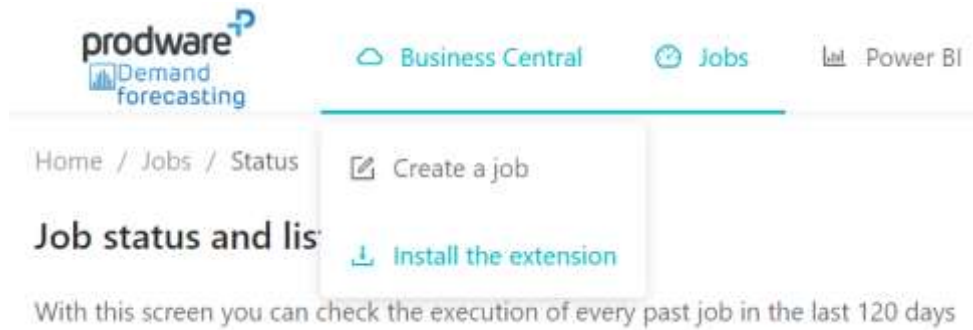 prodware
Demand
forecasting
Business Central
Jobs
Power BI
Home / Jobs / Status
Create a job
Job status and lis
Install the extension
With this screen you can check the execution of every past job in the last 120 days